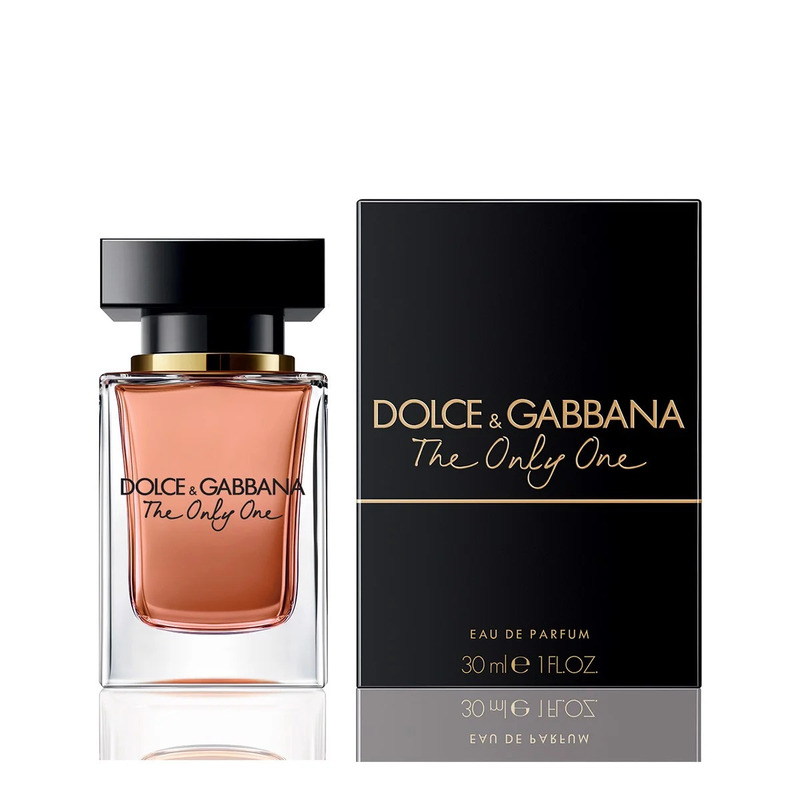 DOLCE & GABBANA
The Only One
DOLCE & GABBANA
The Only One
EAU DE PARFUM
30 ml ℮ 1 FL.OZ.